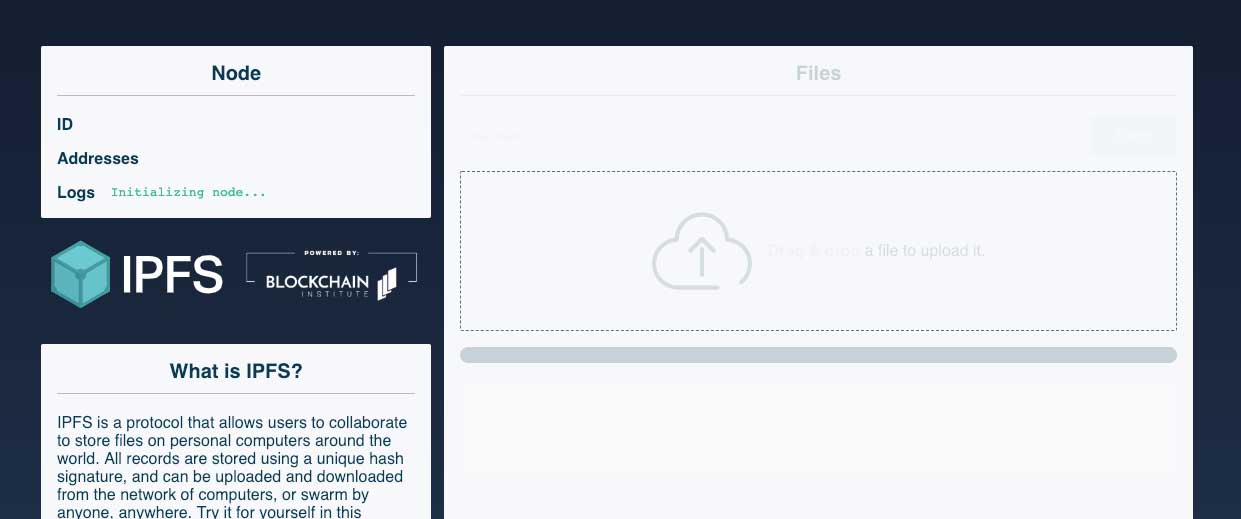 Node
ID
Addresses
Logs Initializing node...
IPFS
POWERED BY:
BLOCKCHAIN
INSTITUTE
What is IPFS?
IPFS is a protocol that allows users to collaborate
to store files on personal computers around the
world. All records are stored using a unique hash
signature, and can be uploaded and downloaded
from the network of computers, or swarm by
anyone, anywhere. Try it for yourself in this
Files
Drag & drop a file to upload it.